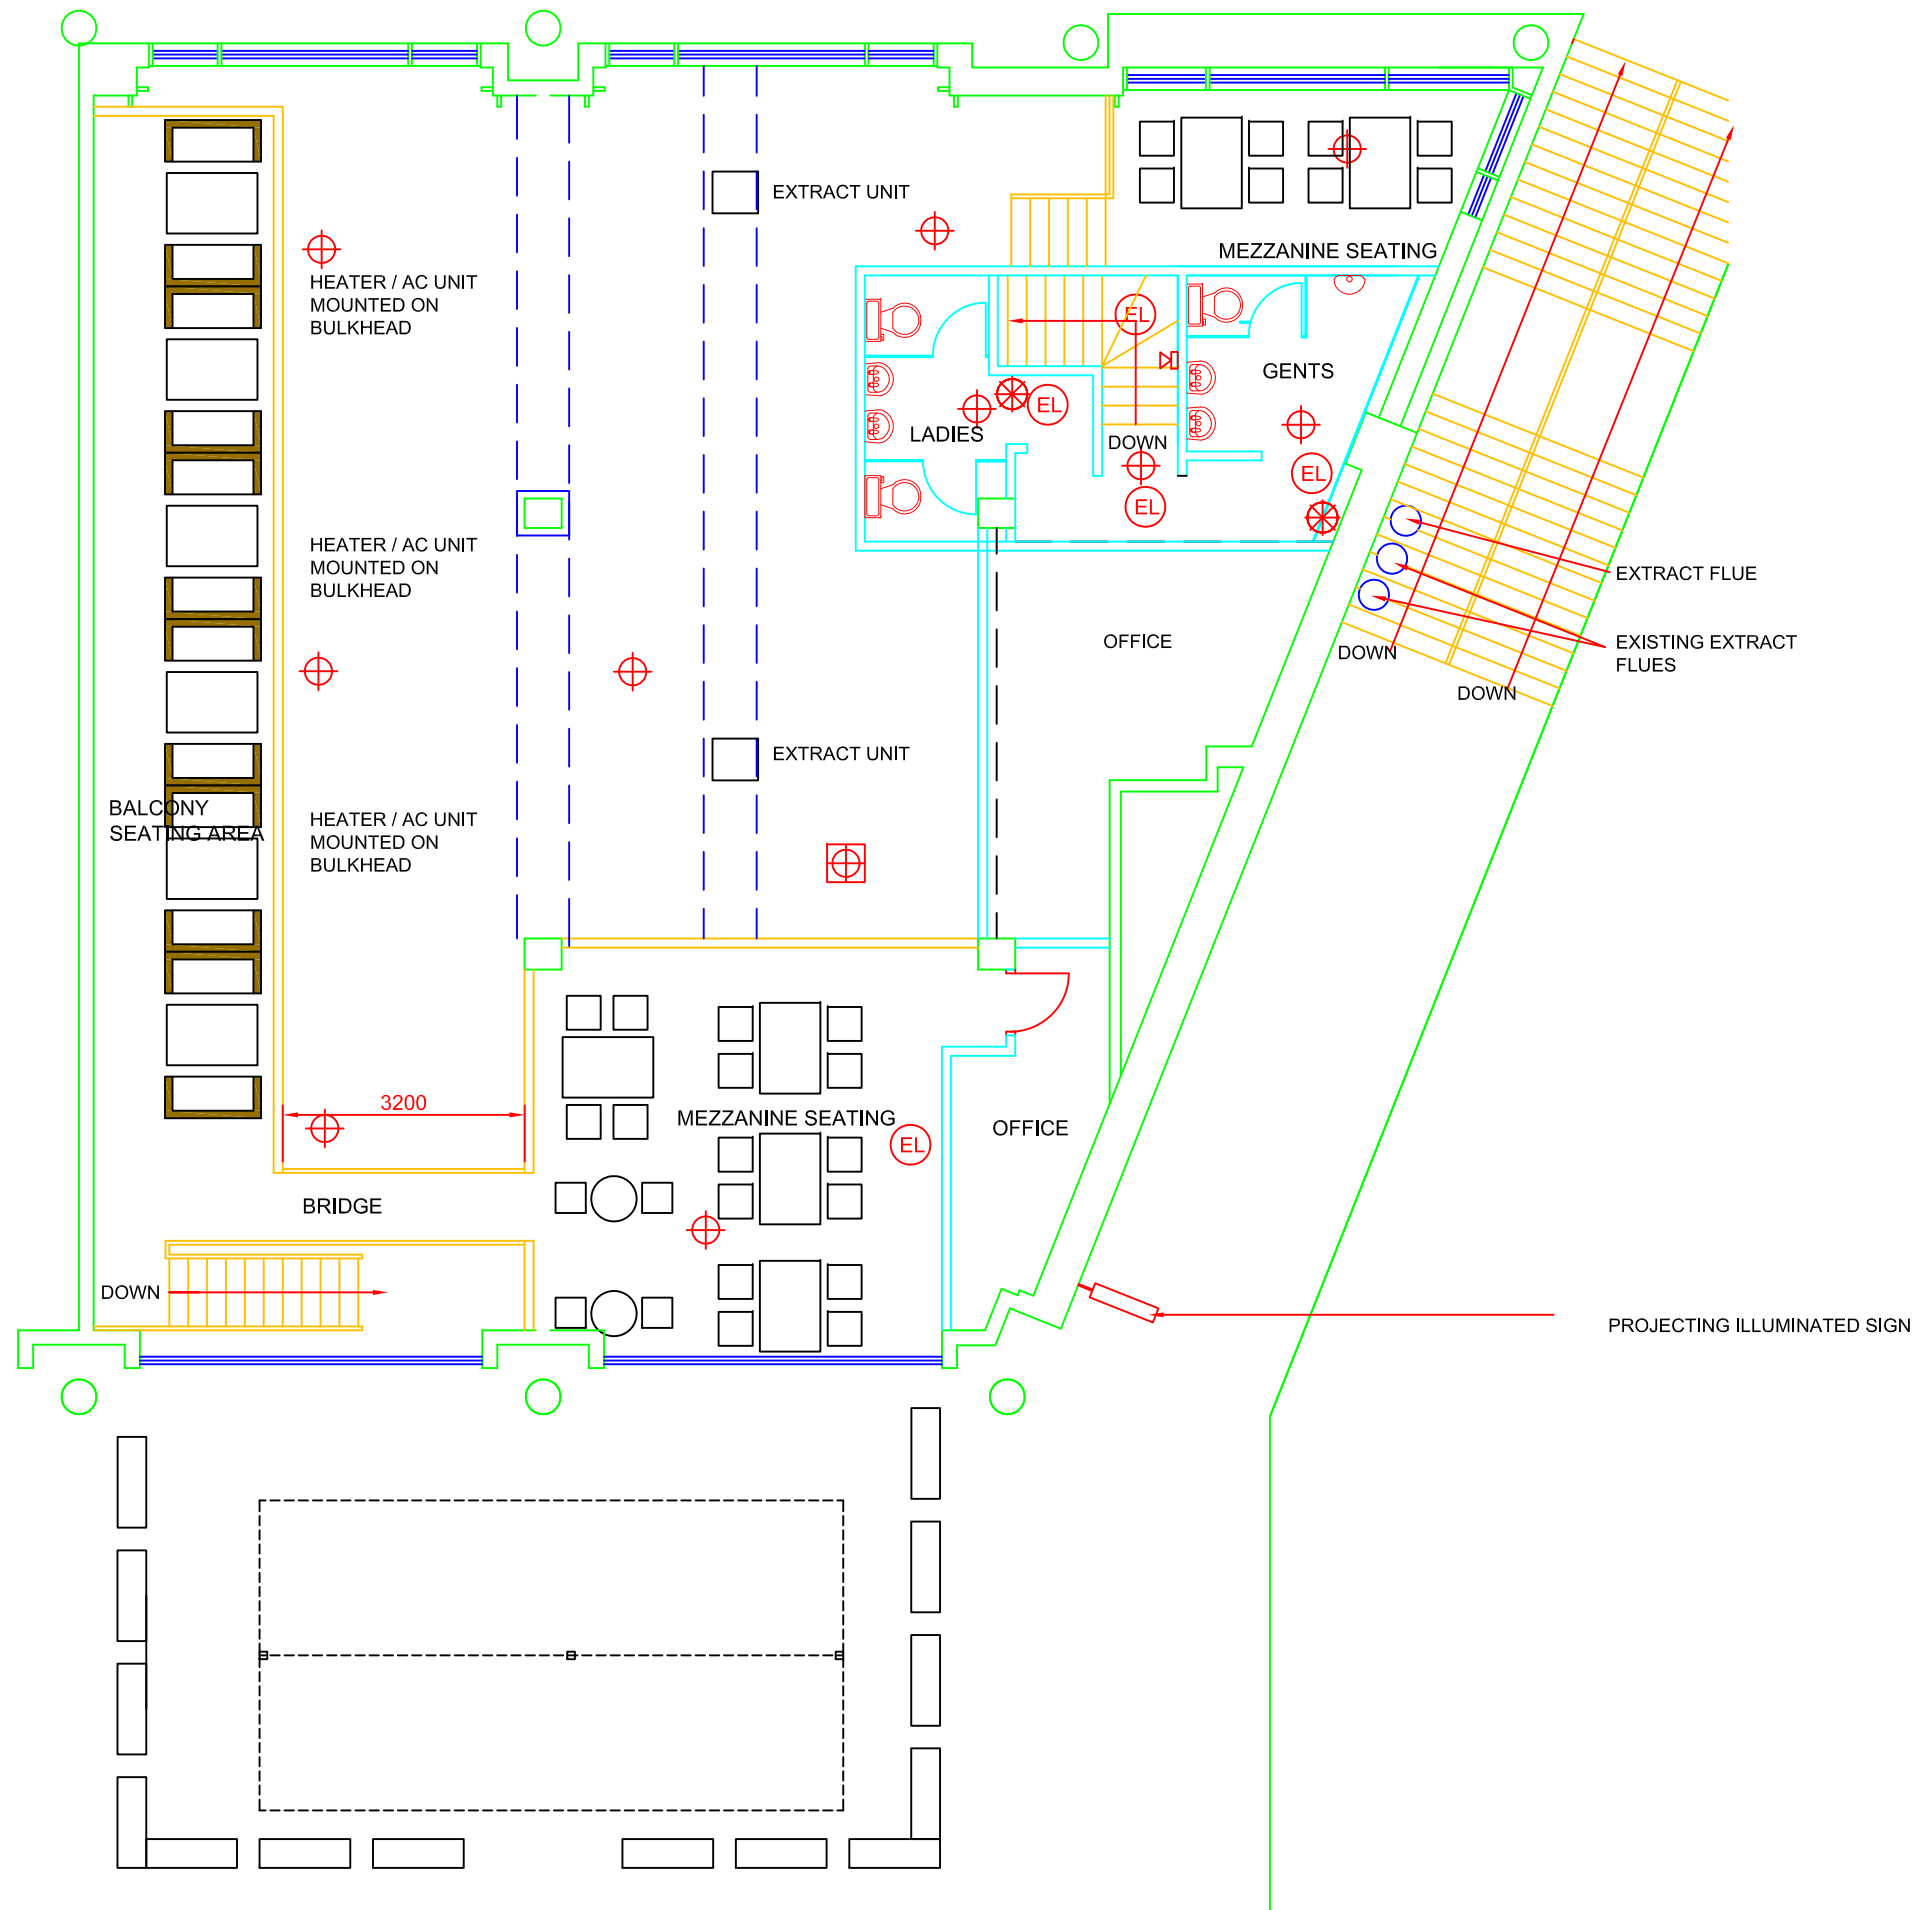 EXTRACT UNIT
MEZZANINE SEATING
HEATER / AC UNIT
MOUNTED ON
BULKHEAD
EL
GENTS
EL
LADIES
DOWN
EL
EL
HEATER / AC UNIT
MOUNTED ON
BULKHEAD
EXTRACT FLUE
OFFICE
EXISTING EXTRACT
FLUES
DOWN
DOWN
EXTRACT UNIT
BALCONY
SEATING AREA
HEATER / AC UNIT
MOUNTED ON
BULKHEAD
3200
MEZZANINE SEATING
EL
OFFICE
BRIDGE
DOWN
PROJECTING ILLUMINATED SIGN